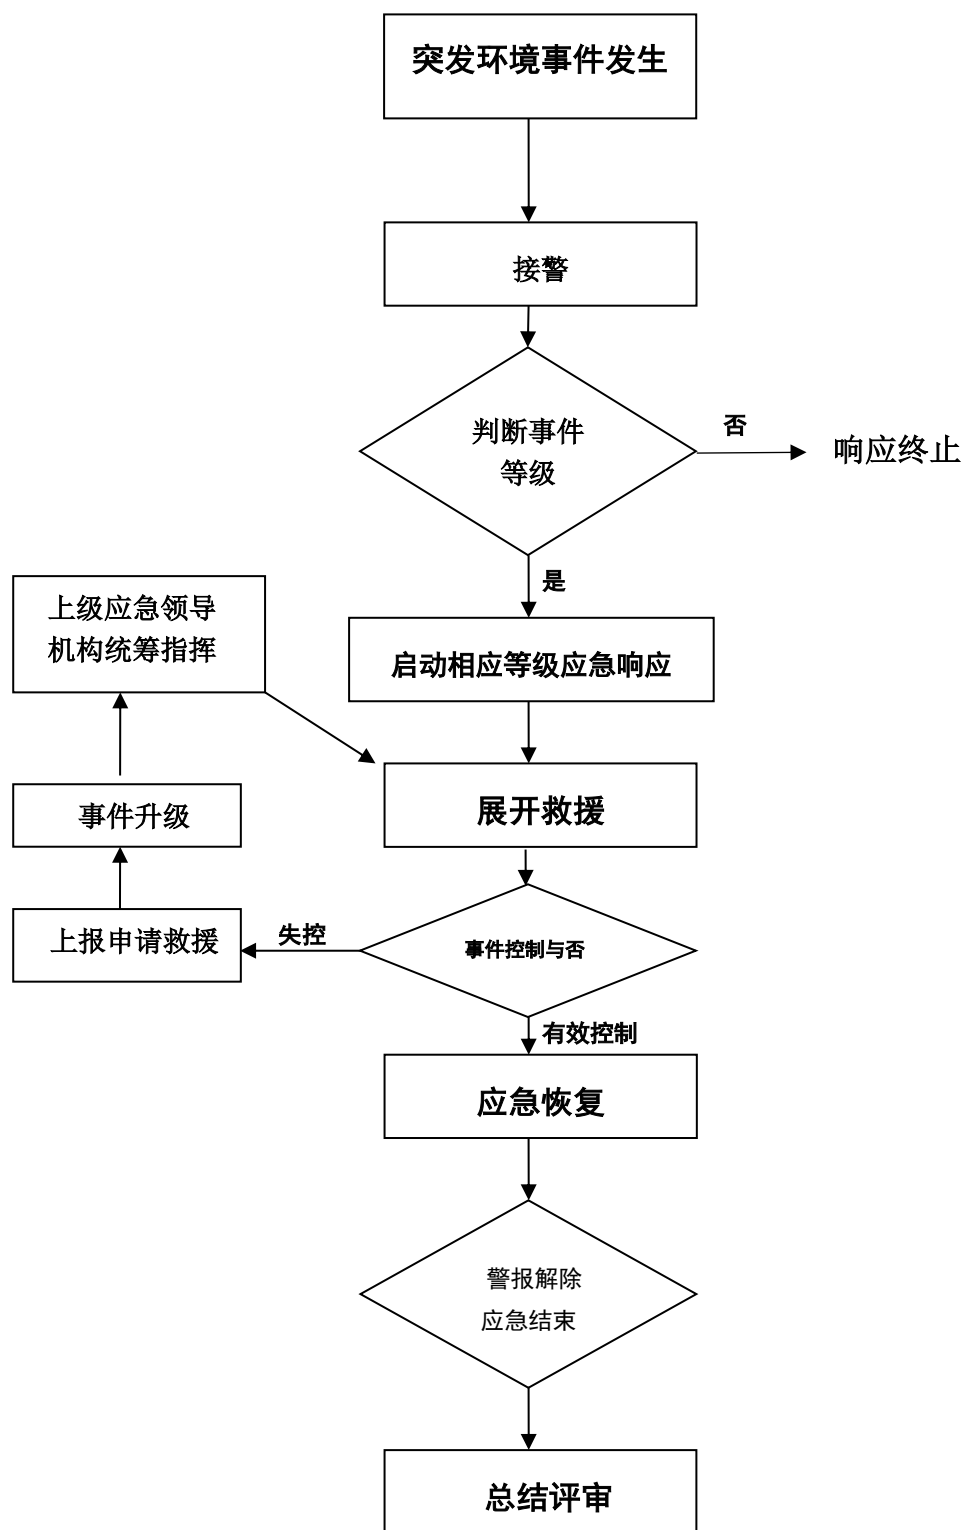 突发环境事件发生
接警
判断事件
等级
否
响应终止
是
上级应急领导
机构统筹指挥
启动相应等级应急响应
事件升级
展开救援
上报申请救援
失控
事件控制与否
有效控制
应急恢复
警报解除
应急结束
总结评审